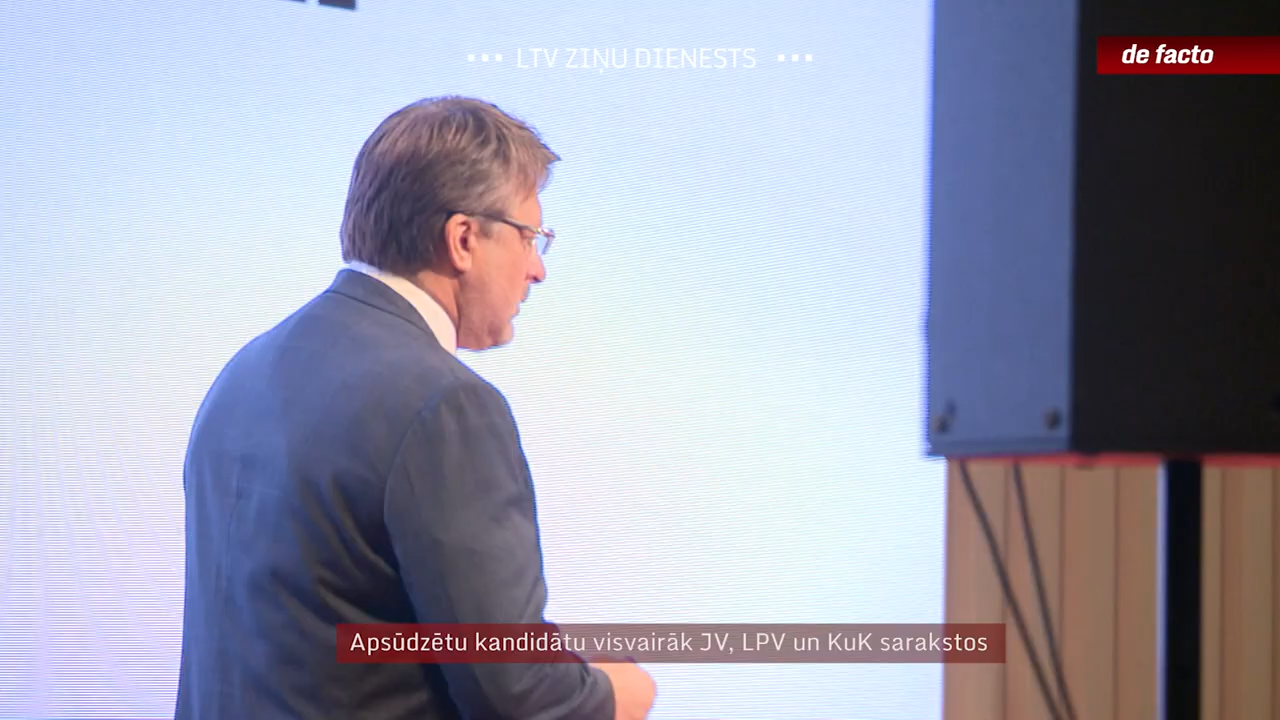 LTV ZIŅU DIENESTS
de facto
Apsūdzētu kandidātu visvairāk JV, LPV un KuK sarakstos